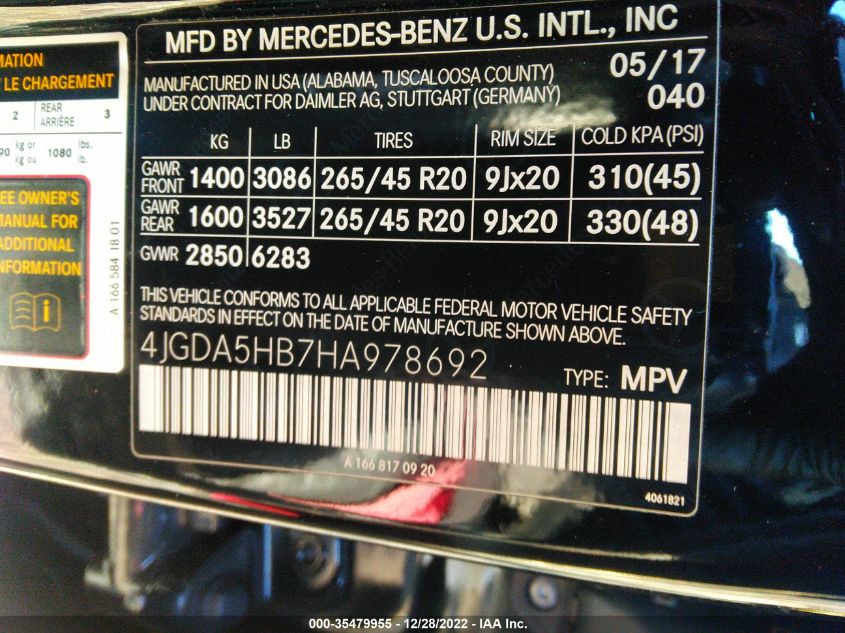 MATION
LE CHARGEMENT
2 REAR ARRIÈRE 3
90 kg or kg ou 1080 lbs. lb.
EE OWNER'S
MANUAL FOR
ADDITIONAL
NFORMATION
A 166 584 18 01
MFD BY MERCEDES-BENZ U.S. INTL., INC
MANUFACTURED IN USA (ALABAMA, TUSCALOOSA COUNTY) 05/17
UNDER CONTRACT FOR DAIMLER AG, STUTTGART (GERMANY) 040
KG LB TIRES RIM SIZE COLD KPA (PSI)
GAWR FRONT 1400 3086 265/45 R20 9Jx20 310(45)
GAWR REAR 1600 3527 265/45 R20 9Jx20 330(48)
GVWR 2850 6283
THIS VEHICLE CONFORMS TO ALL APPLICABLE FEDERAL MOTOR VEHICLE SAFETY
STANDARDS IN EFFECT ON THE DATE OF MANUFACTURE SHOWN ABOVE.
4JGDA5HB7HA978692 TYPE: MPV
A 166 817 09 20
4061821
000-35479955 - 12/28/2022 - IAA Inc.